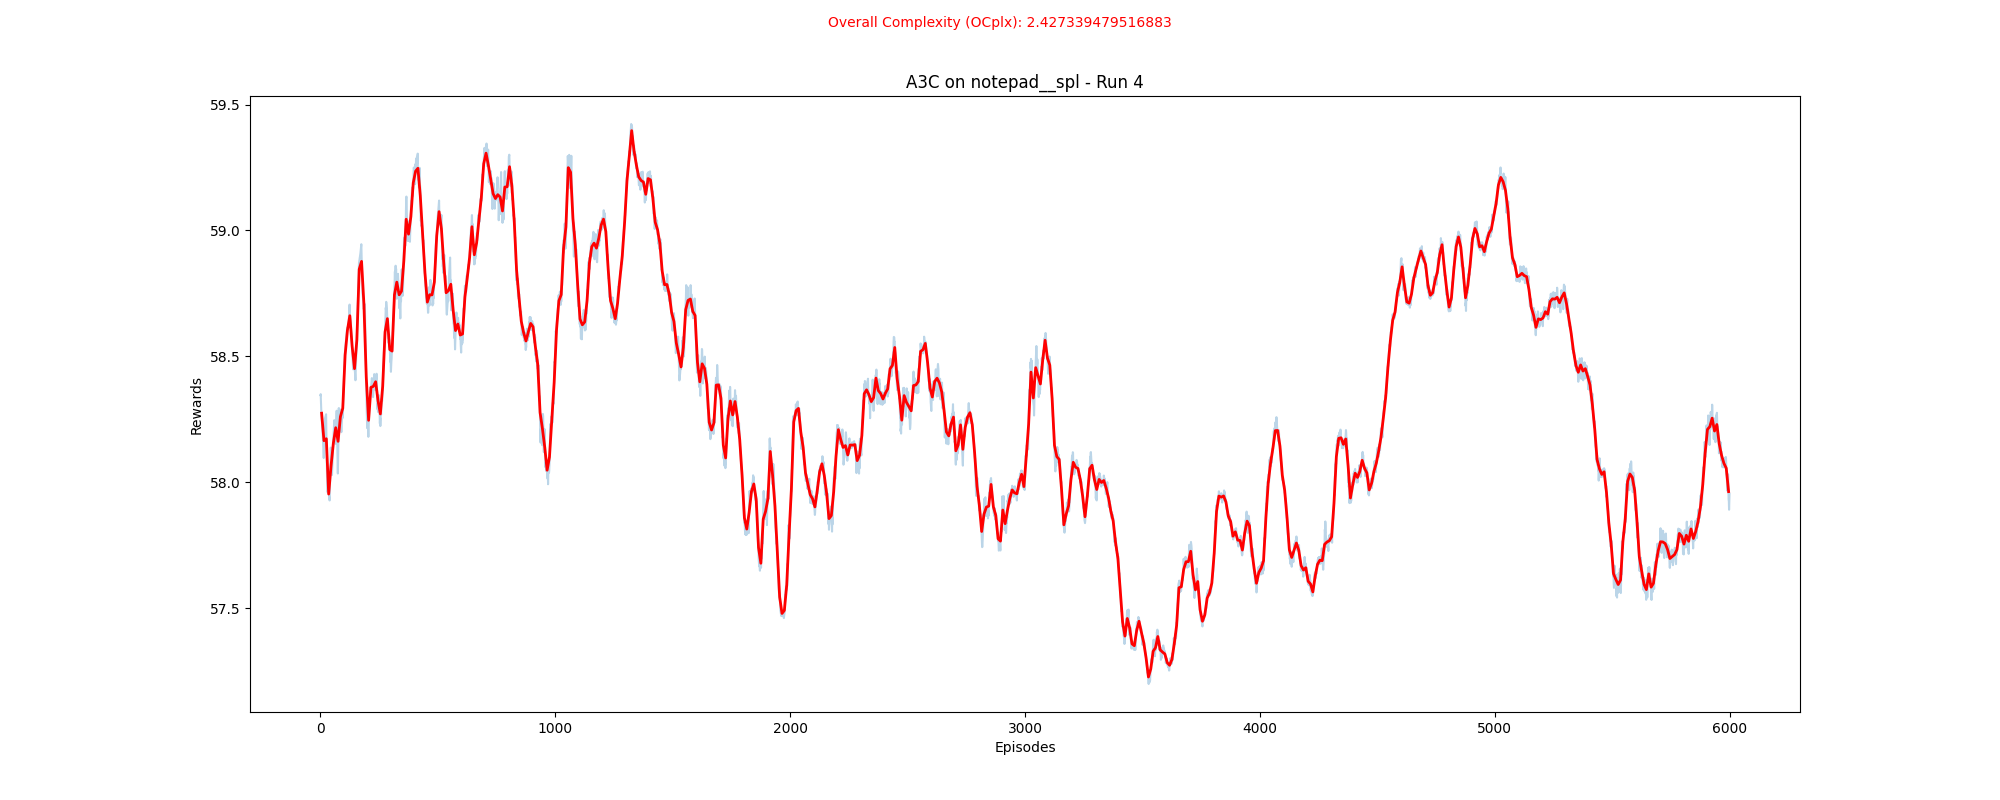 Overall Complexity (OCplx): 2.427339479516883
A3C on notepad__spl - Run 4
59.5
59.0
58.5
58.0
57.5
Rewards
0 1000 2000 3000 4000 5000 6000
Episodes